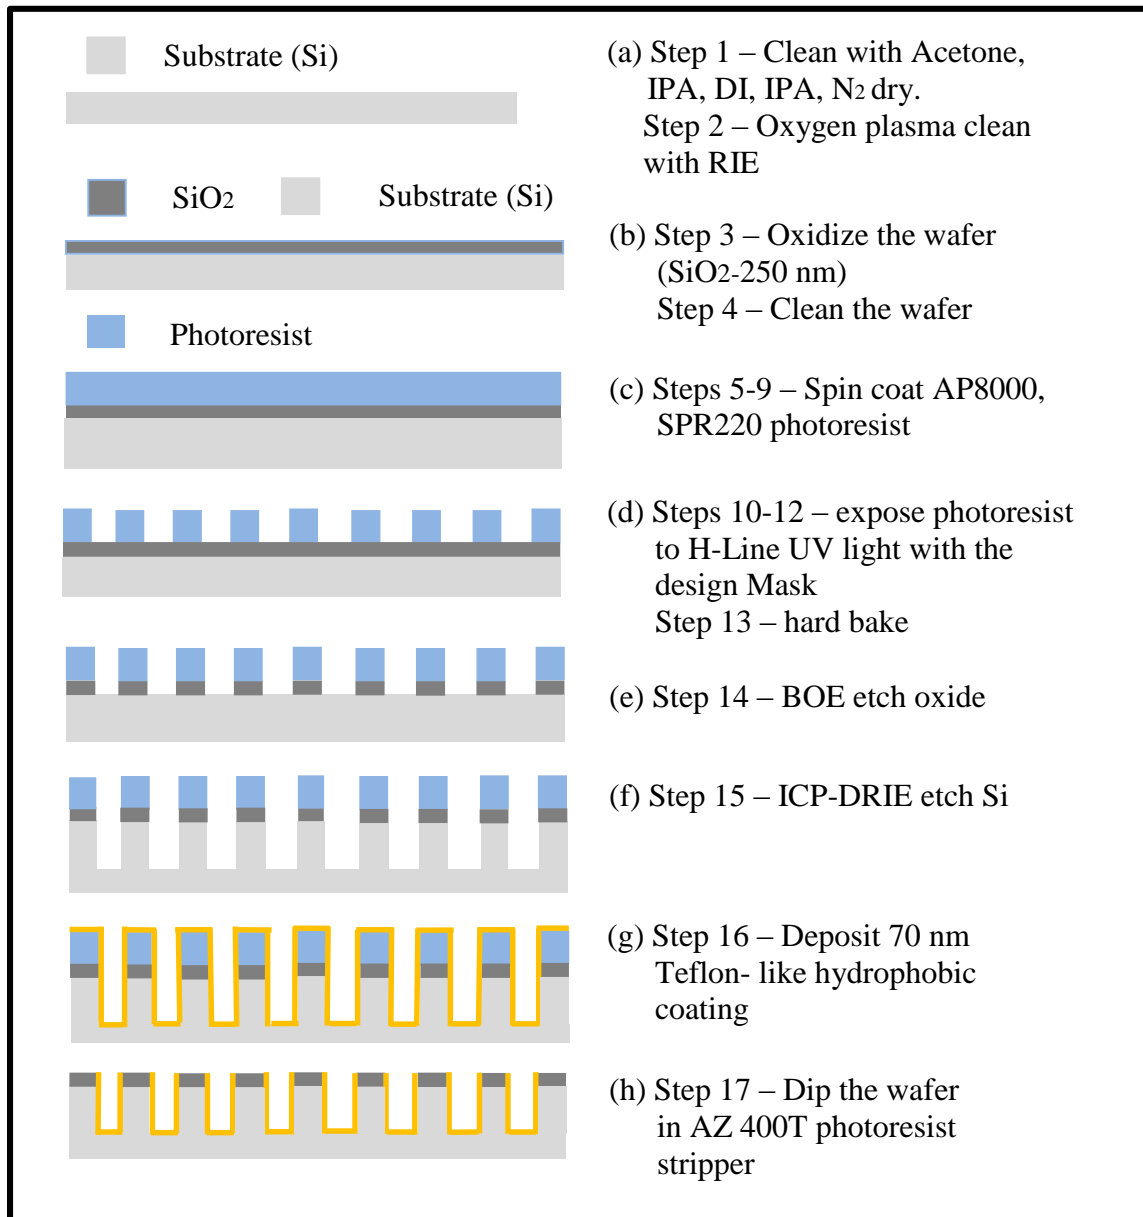 Substrate (Si)
(a) Step 1 – Clean with Acetone,
IPA, DI, IPA, N2 dry.
Step 2 – Oxygen plasma clean
with RIE
SiO2
Substrate (Si)
(b) Step 3 – Oxidize the wafer
(SiO2-250 nm)
Step 4 – Clean the wafer
Photoresist
(c) Steps 5-9 – Spin coat AP8000,
SPR220 photoresist
(d) Steps 10-12 – expose photoresist
to H-Line UV light with the
design Mask
Step 13 – hard bake
(e) Step 14 – BOE etch oxide
(f) Step 15 – ICP-DRIE etch Si
(g) Step 16 – Deposit 70 nm
Teflon- like hydrophobic
coating
(h) Step 17 – Dip the wafer
in AZ 400T photoresist
stripper